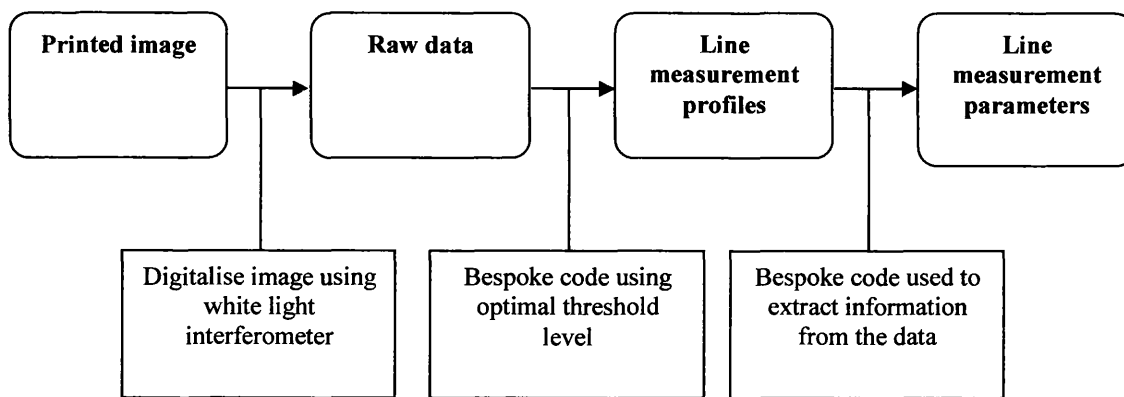 Printed image
Raw data
Line
measurement
profiles
Line
measurement
parameters
Digitalise image using
white light
interferometer
Bespoke code using
optimal threshold
level
Bespoke code used to
extract information
from the data